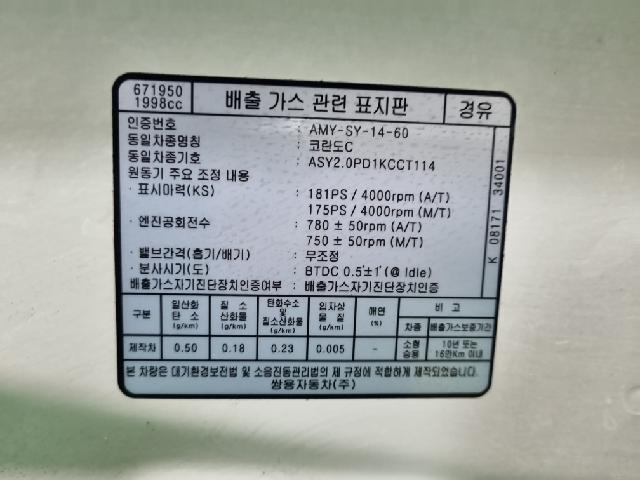 671950
1998cc
배출 가스 관련 표지판
경유
인증번호 : AMY-SY-14-60
동일차종명칭 : 코란도C
동일차종기호 : ASY2.0PD1KCCT114
원동기 주요 조정 내용
· 표시마력(KS) : 181PS / 4000rpm (A/T)
175PS / 4000rpm (M/T)
· 엔진공회전수 : 780 ± 50rpm (A/T)
750 ± 50rpm (M/T)
· 밸브간격(흡기/배기) : 무조정
· 분사시기(도) : BTDC 0.5°±1°(@ Idle)
배출가스자기진단장치인증여부 : 배출가스자기진단장치인증
K 08171 34001
구분 일산화탄소 (g/km) 질소산화물 (g/km) 탄화수소 및 질소산화물 (g/km) 입자상물질 (g/km) 매연 (%) 비고
차종 배출가스보증기간
제작차 0.50 0.18 0.23 0.005 - 소형승용 10년 또는 16만Km 이내
본 차량은 대기환경보전법 및 소음진동관리법의 제 규정에 적합하게 제작되었습니다.
쌍용자동차(주)